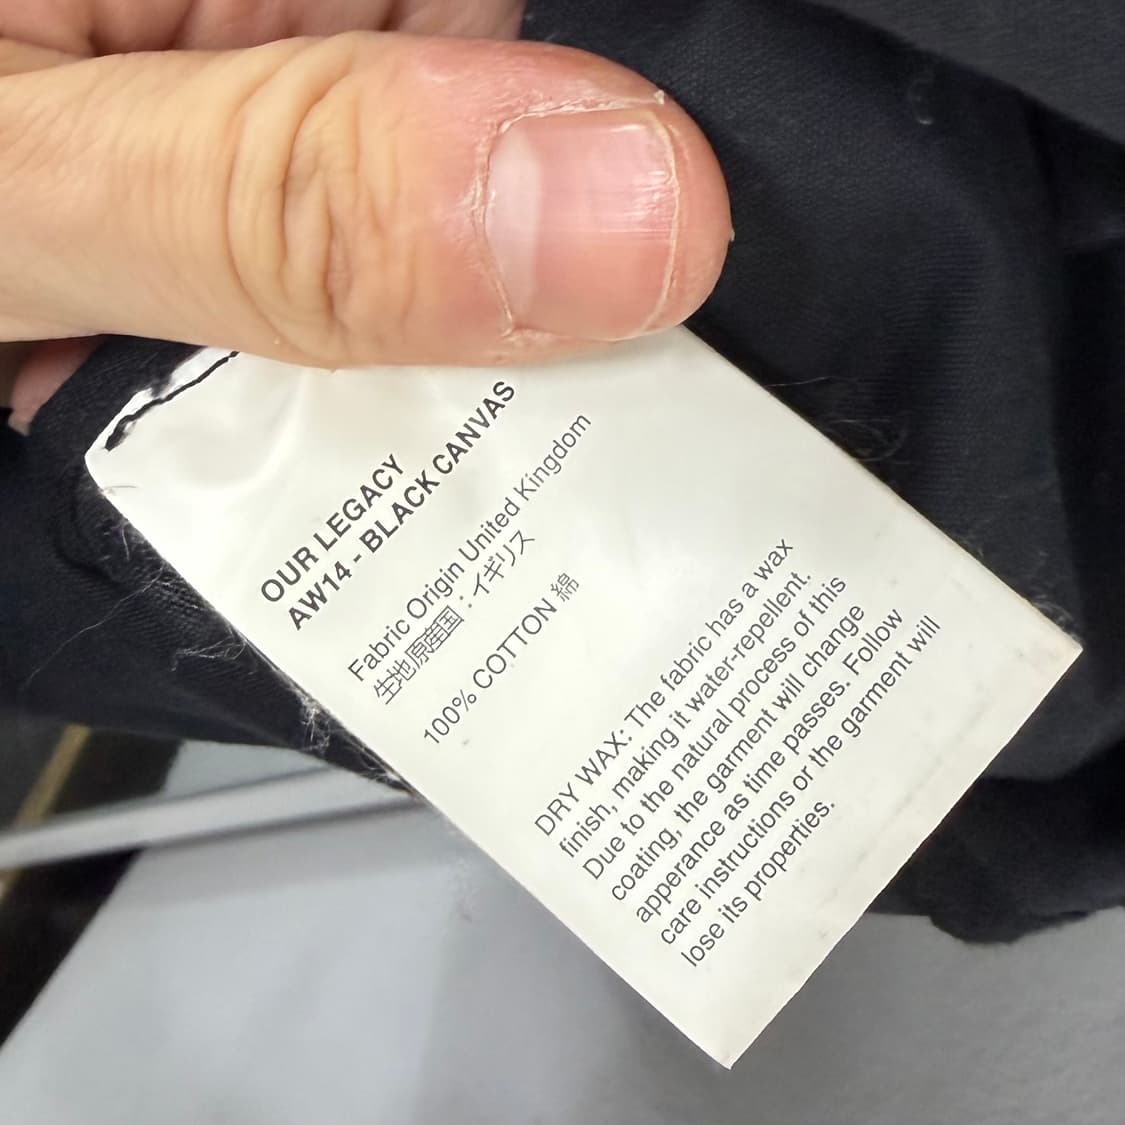 OUR LEGACY
AW14 - BLACK CANVAS
Fabric Origin United Kingdom
生地原産国：イギリス
100% COTTON 綿
DRY WAX: The fabric has a wax
finish, making it water-repellent.
Due to the natural process of this
coating, the garment will change
apperance as time passes. Follow
care instructions or the garment will
lose its properties.